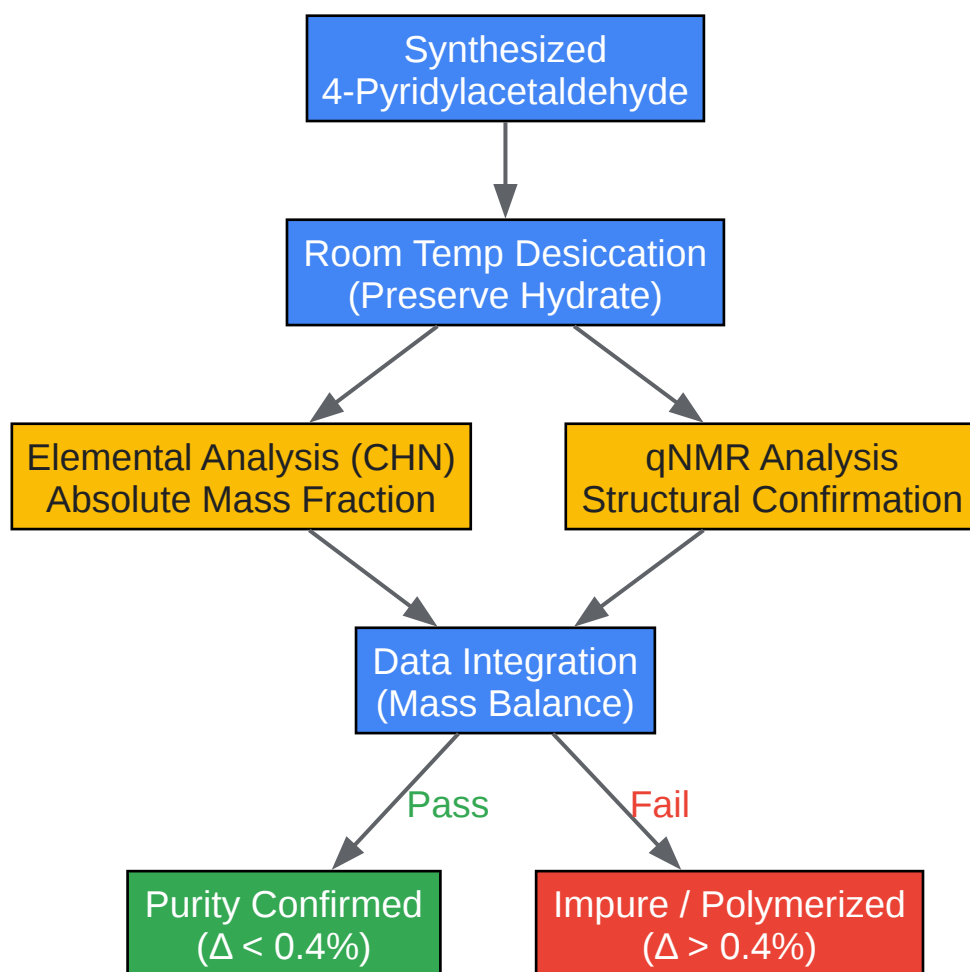 Synthesized
4-Pyridylacetaldehyde
Room Temp Desiccation
(Preserve Hydrate)
Elemental Analysis (CHN)
Absolute Mass Fraction
qNMR Analysis
Structural Confirmation
Data Integration
(Mass Balance)
Pass
Fail
Purity Confirmed
(Δ < 0.4%)
Impure / Polymerized
(Δ > 0.4%)